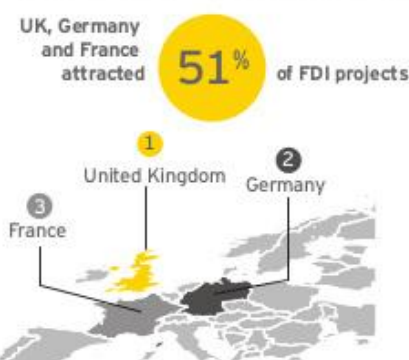 UK, Germany
and France
attracted
51%
of FDI projects
1
United Kingdom
2
Germany
3
France